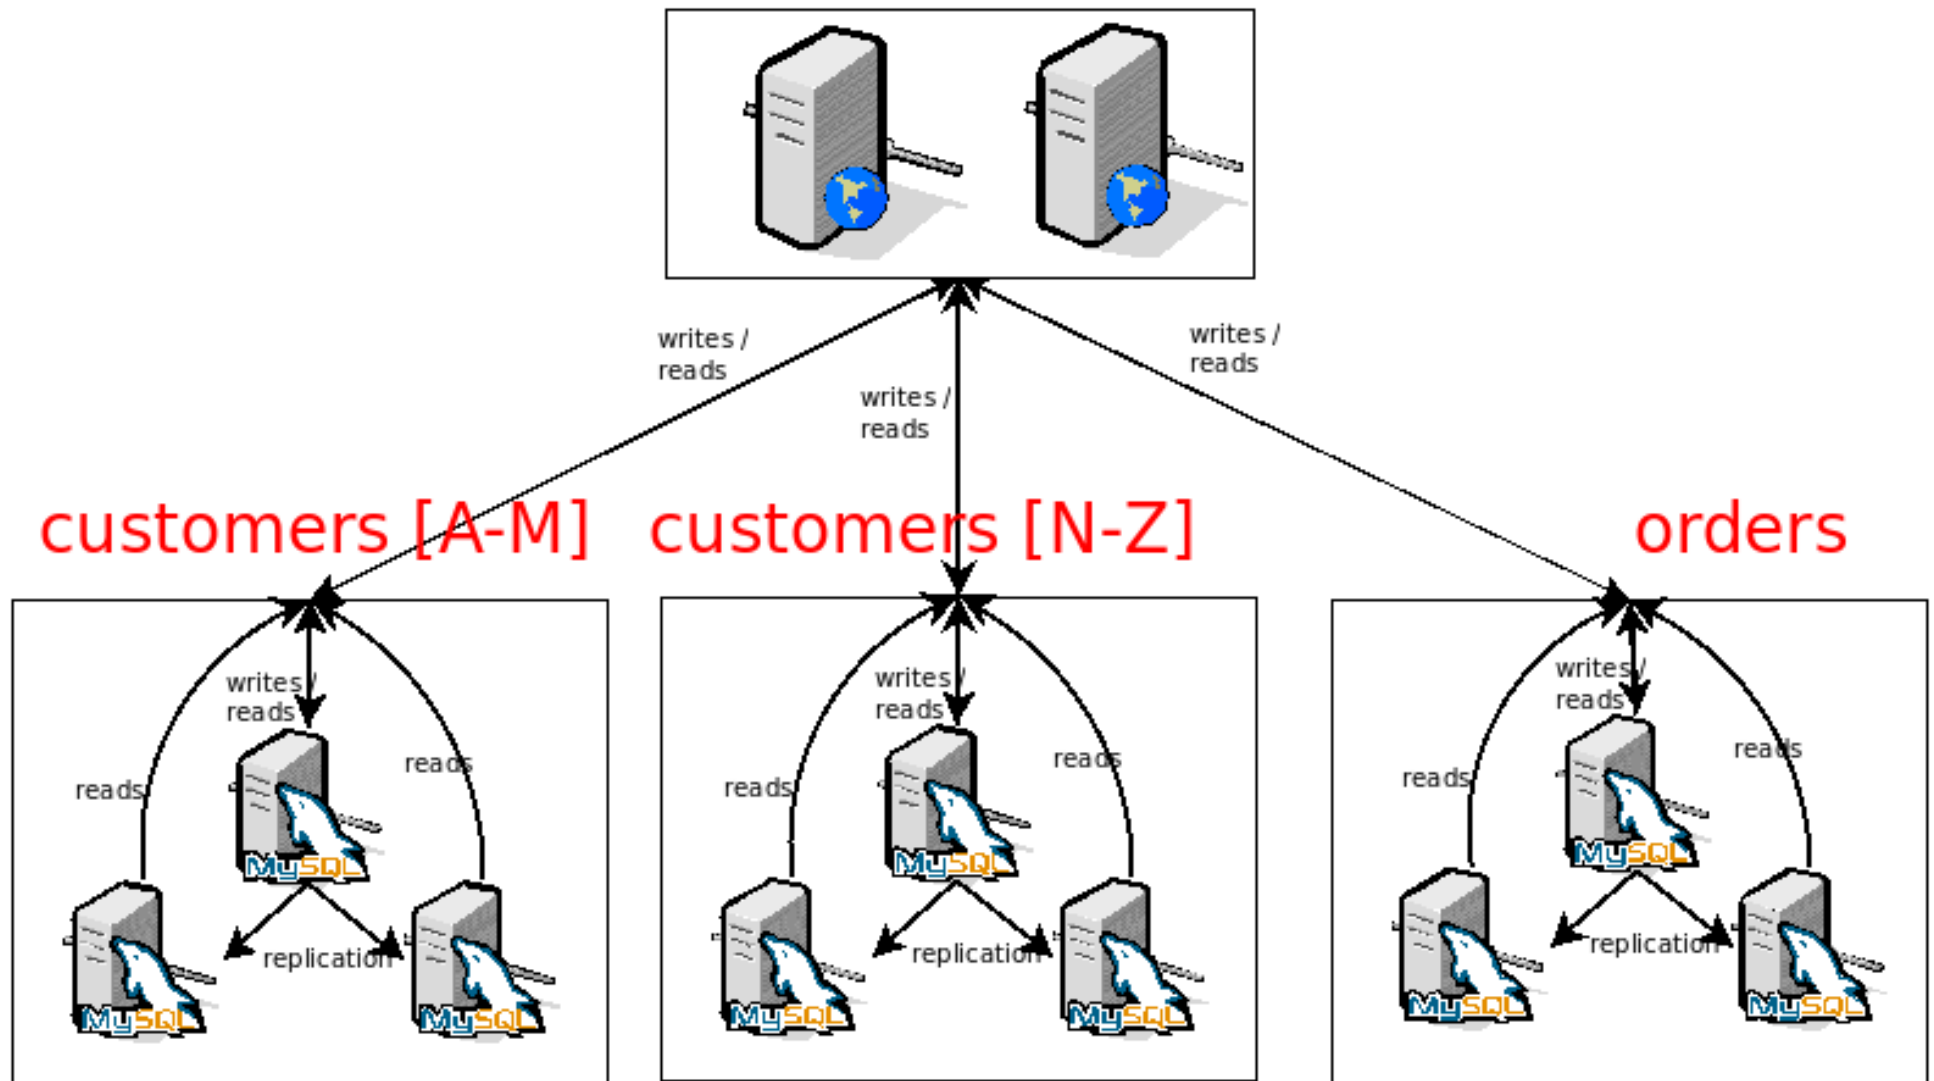 writes /
reads
writes /
reads
writes /
reads
customers [A-M]
customers [N-Z]
orders
writes /
reads
reads
reads
MySQL
replication
MySQL
MySQL
writes /
reads
reads
reads
MySQL
replication
MySQL
MySQL
writes /
reads
reads
reads
MySQL
replication
MySQL
MySQL